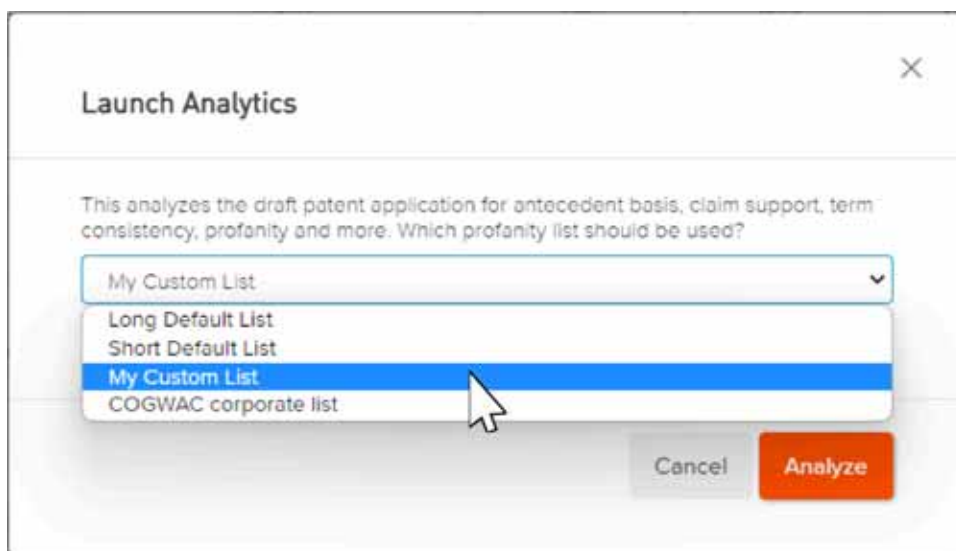 Launch Analytics
This analyzes the draft patent application for antecedent basis, claim support, term
consistency, profanity and more. Which profanity list should be used?
My Custom List
Long Default List
Short Default List
My Custom List
COGWAC corporate list
Cancel
Analyze